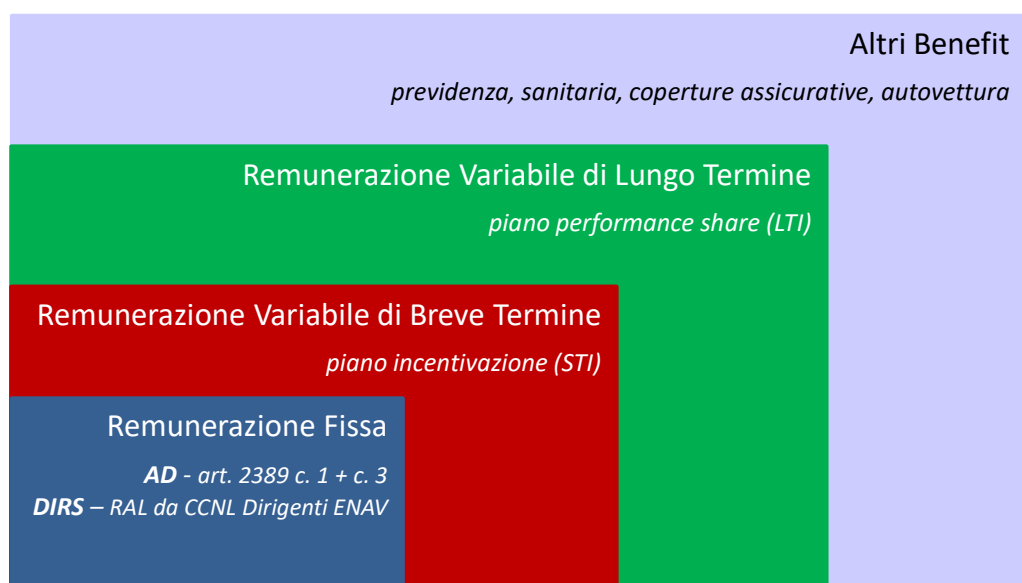 Altri Benefit
previdenza, sanitaria, coperture assicurative, autovettura
Remunerazione Variabile di Lungo Termine
piano performance share (LTI)
Remunerazione Variabile di Breve Termine
piano incentivazione (STI)
Remunerazione Fissa
AD - art. 2389 c. 1 + c. 3
DIRS – RAL da CCNL Dirigenti ENAV